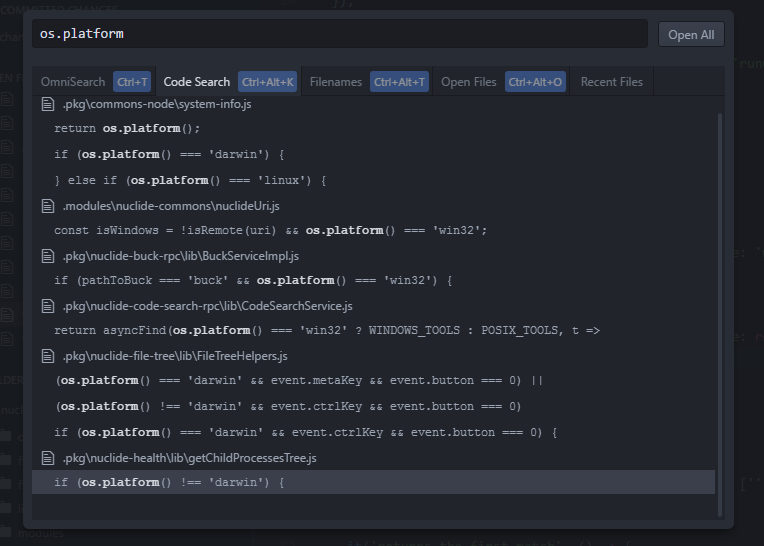 COMMITTED CHANGES
os.platform
Open All
OmniSearch Ctrl+T Code Search Ctrl+Alt+K Filenames Ctrl+Alt+T Open Files Ctrl+Alt+O Recent Files
.pkg\commons-node\system-info.js
return os.platform();
if (os.platform() === 'darwin') {
} else if (os.platform() === 'linux') {
.modules\nuclide-commons\nuclideUri.js
const isWindows = !isRemote(uri) && os.platform() === 'win32';
.pkg\nuclide-buck-rpc\lib\BuckServiceImpl.js
if (pathToBuck === 'buck' && os.platform() === 'win32') {
.pkg\nuclide-code-search-rpc\lib\CodeSearchService.js
return asyncFind(os.platform() === 'win32' ? WINDOWS_TOOLS : POSIX_TOOLS, t =>
.pkg\nuclide-file-tree\lib\FileTreeHelpers.js
(os.platform() === 'darwin' && event.metaKey && event.button === 0) ||
(os.platform() !== 'darwin' && event.ctrlKey && event.button === 0)
if (os.platform() === 'darwin' && event.ctrlKey && event.button === 0) {
.pkg\nuclide-health\lib\getChildProcessesTree.js
if (os.platform() !== 'darwin') {
modules